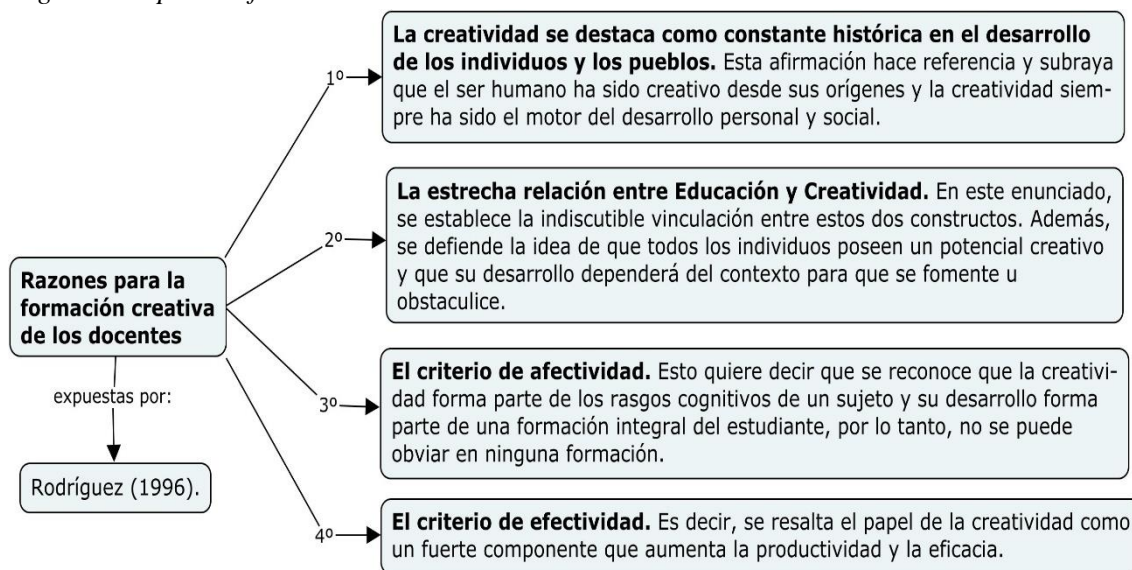 La creatividad se destaca como constante histórica en el desarrollo
de los individuos y los pueblos. Esta afirmación hace referencia y subraya
que el ser humano ha sido creativo desde sus orígenes y la creatividad siem-
pre ha sido el motor del desarrollo personal y social.
1º
La estrecha relación entre Educación y Creatividad. En este enunciado,
se establece la indiscutible vinculación entre estos dos constructos. Además,
se defiende la idea de que todos los individuos poseen un potencial creativo
y que su desarrollo dependerá del contexto para que se fomente u
obstaculice.
2º
Razones para la
formación creativa
de los docentes
expuestas por:
Rodríguez (1996).
3º
El criterio de afectividad. Esto quiere decir que se reconoce que la creativi-
dad forma parte de los rasgos cognitivos de un sujeto y su desarrollo forma
parte de una formación integral del estudiante, por lo tanto, no se puede
obviar en ninguna formación.
4º
El criterio de efectividad. Es decir, se resalta el papel de la creatividad como
un fuerte componente que aumenta la productividad y la eficacia.